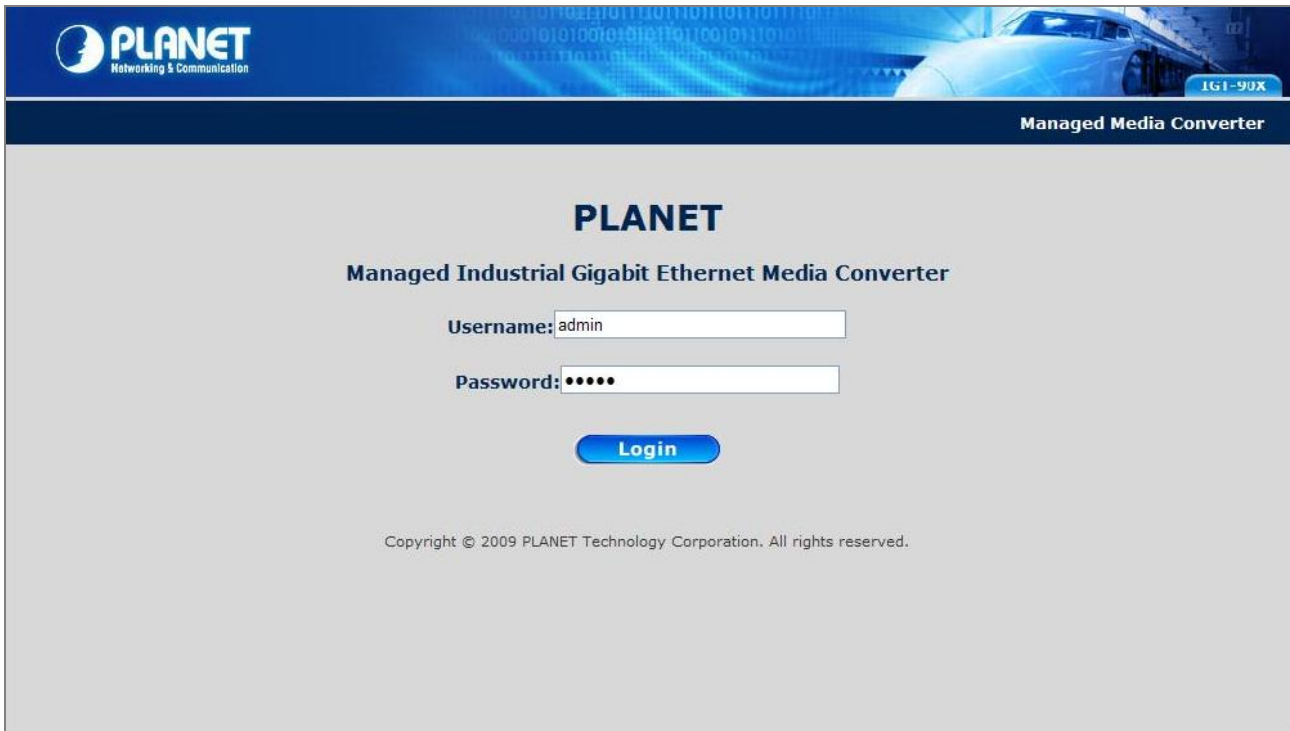 PLANET
Networking & Communication
IGT-90X
Managed Media Converter
PLANET
Managed Industrial Gigabit Ethernet Media Converter
Username: admin
Password: •••••
Login
Copyright © 2009 PLANET Technology Corporation. All rights reserved.